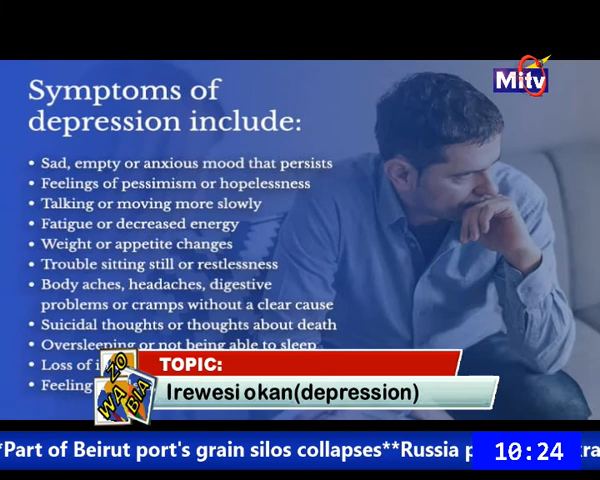 Mitv
Symptoms of
depression include:
• Sad, empty or anxious mood that persists
• Feelings of pessimism or hopelessness
• Talking or moving more slowly
• Fatigue or decreased energy
• Weight or appetite changes
• Trouble sitting still or restlessness
• Body aches, headaches, digestive
problems or cramps without a clear cause
• Suicidal thoughts or thoughts about death
• Oversleeping or not being able to sleep
• Loss of
• Feeling
WA ZO BIA
TOPIC:
Irewesi okan(depression)
*Part of Beirut port's grain silos collapses**Russia
10:24